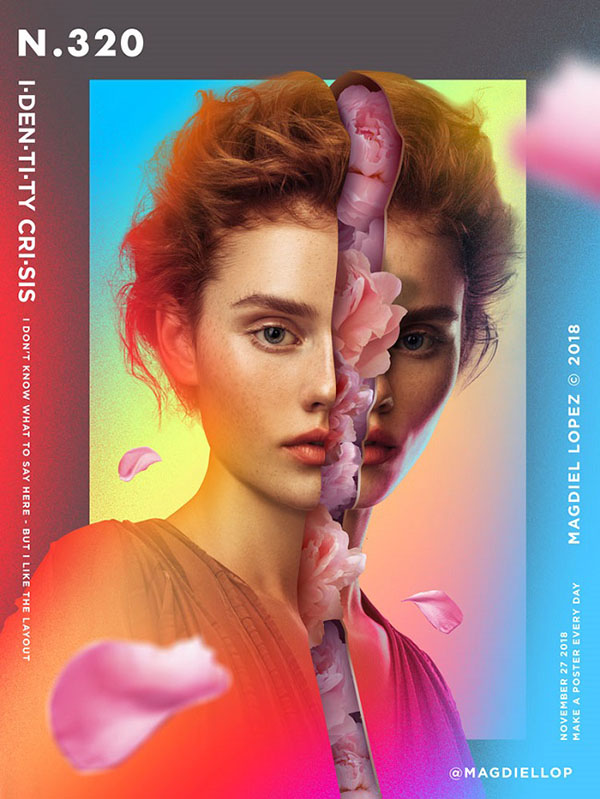 N.320
I·DEN·TI·TY CRI·SIS
I DON'T KNOW WHAT TO SAY HERE - BUT I LIKE THE LAYOUT
MAGDIEL LOPEZ © 2018
NOVEMBER 27 2018
MAKE A POSTER EVERY DAY
@MAGDIELLOP